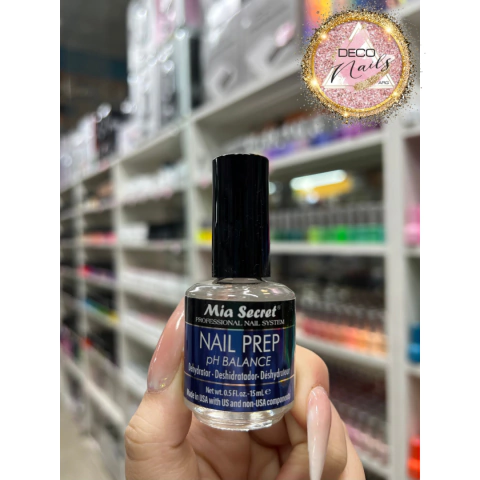 DECO
Nails
Mia Secret®
PROFESSIONAL NAIL SYSTEM
NAIL PREP
pH BALANCE
Dehydrator - Deshidratador - Déshydrateur
Net wt. 0.5 Fl.oz. - 15 mL ℮
Made in USA with US and non-USA components